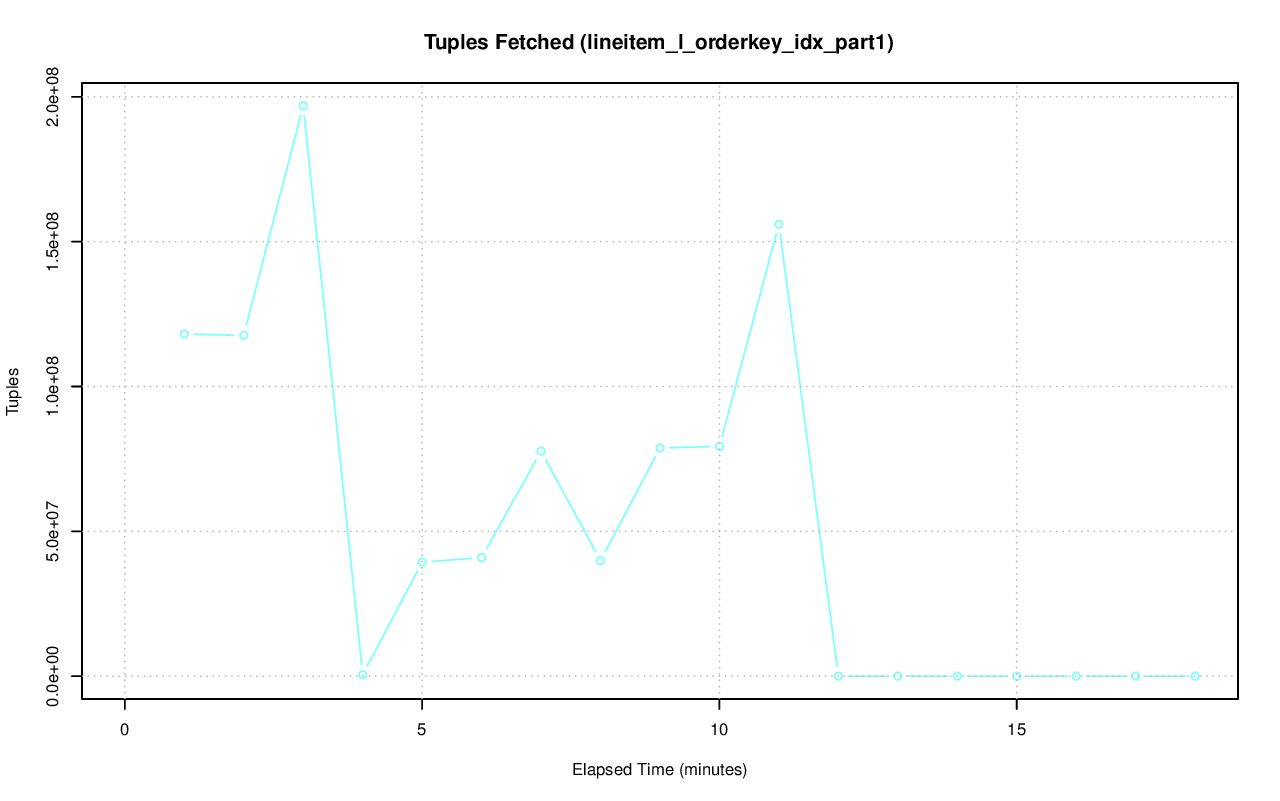 Tuples Fetched (lineitem_l_orderkey_idx_part1)
2.0e+08
1.5e+08
1.0e+08
5.0e+07
0.0e+00
Tuples
0 5 10 15
Elapsed Time (minutes)